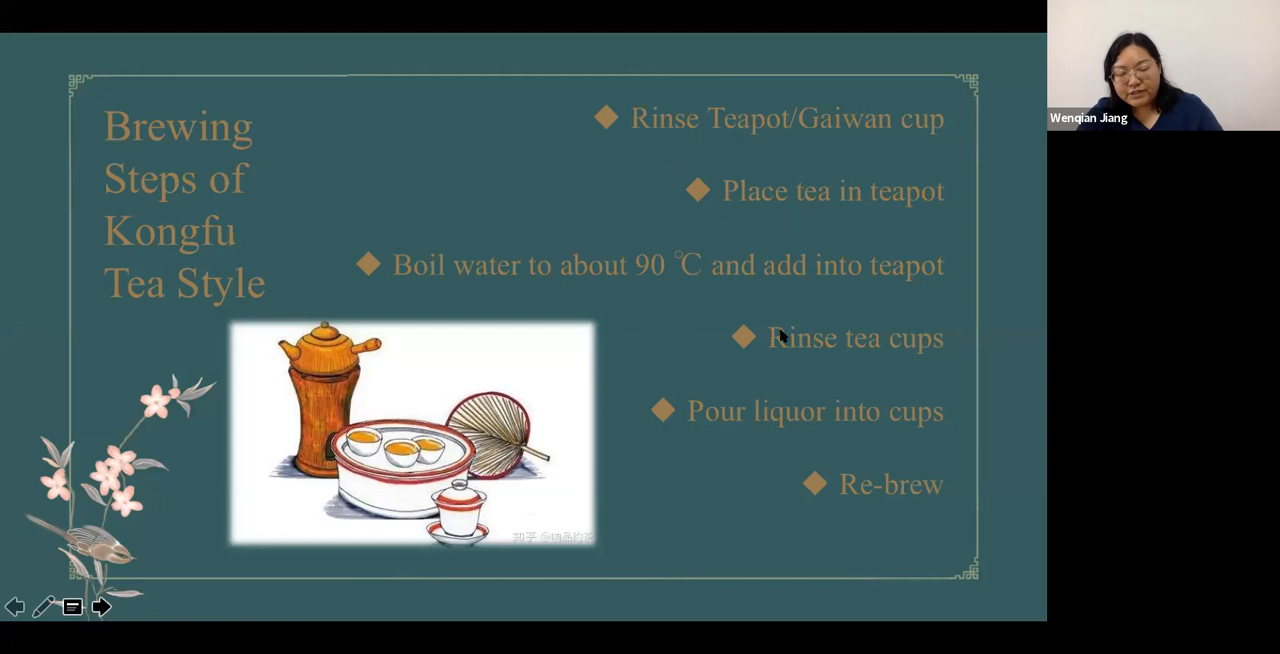 Brewing
Steps of
Kongfu
Tea Style
Rinse Teapot/Gaiwan cup
Place tea in teapot
Boil water to about 90 ℃ and add into teapot
Rinse tea cups
Pour liquor into cups
Re-brew
Wenqian Jiang
知乎